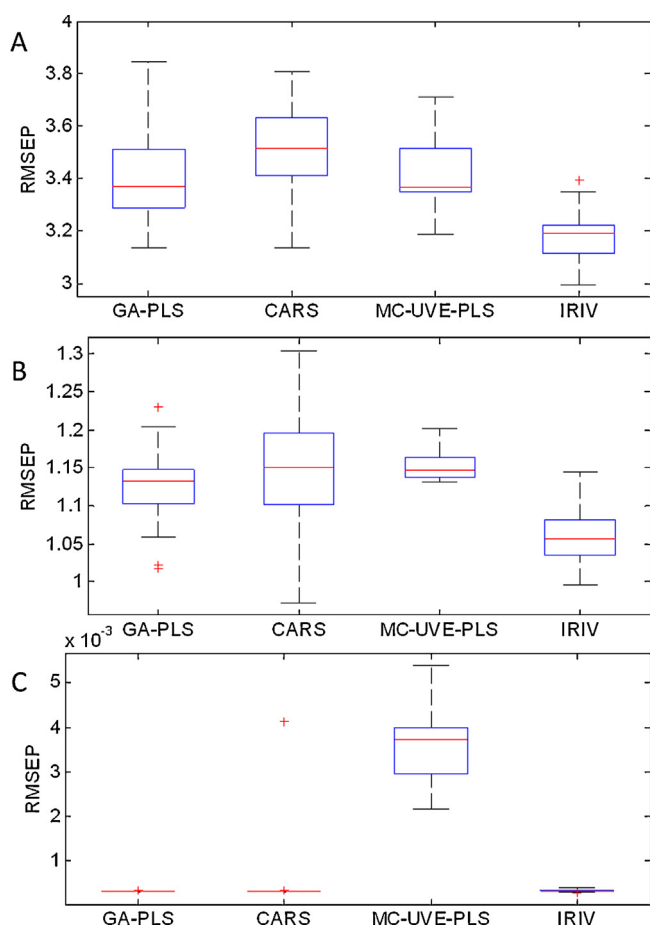 A
4
3.8
3.6
3.4
3.2
3
RMSEP
GA-PLS CARS MC-UVE-PLS IRIV
B
1.3
1.25
1.2
1.15
1.1
1.05
1
RMSEP
GA-PLS CARS MC-UVE-PLS IRIV
x 10-3
C
5
4
3
2
1
RMSEP
GA-PLS CARS MC-UVE-PLS IRIV